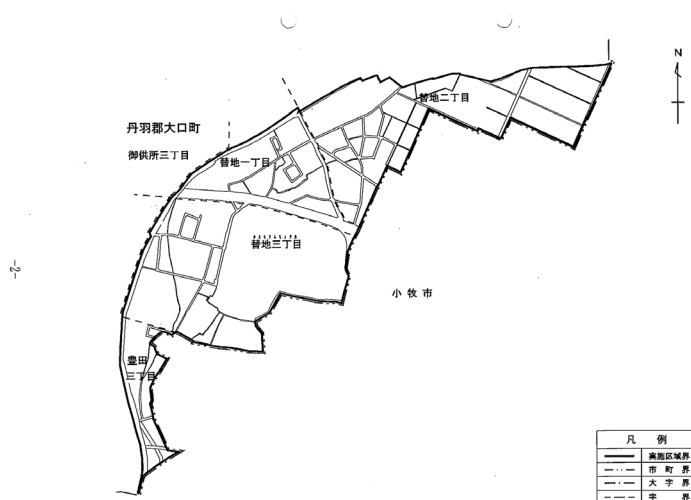 N
替地二丁目
丹羽郡大口町
御供所三丁目
替地一丁目
替地三丁目
-2-
小牧市
豊田
三丁目
凡 例
実施区域界
市町界
大字界
字界